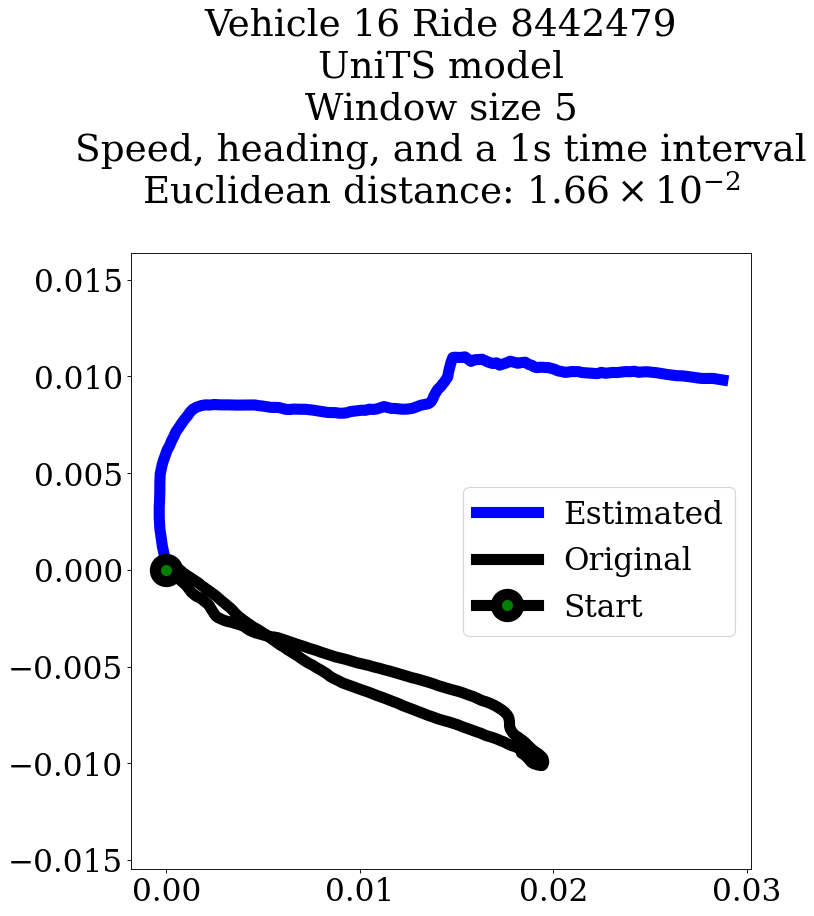 Vehicle 16 Ride 8442479
UniTS model
Window size 5
Speed, heading, and a 1s time interval
Euclidean distance: 1.66 × 10⁻²
0.015
0.010
0.005
0.000
−0.005
−0.010
−0.015
Estimated
Original
Start
0.00 0.01 0.02 0.03